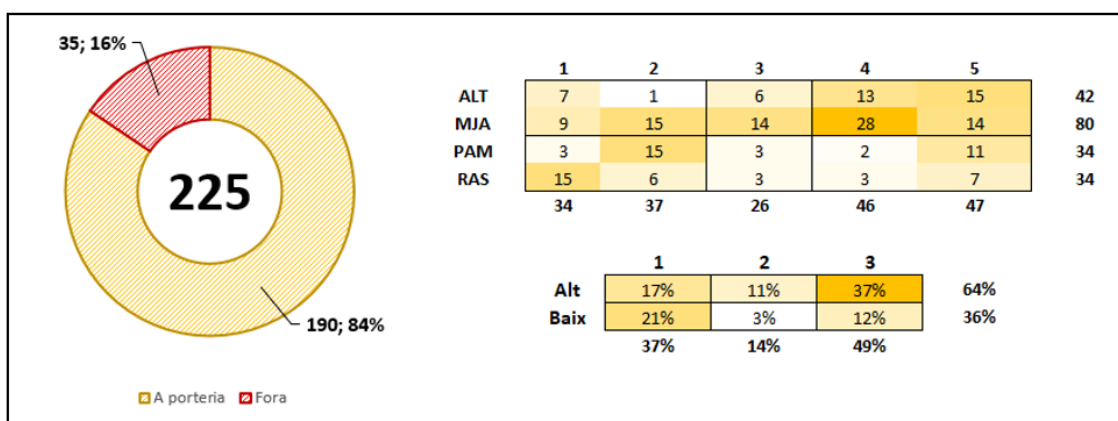 35; 16%
225
190; 84%
A porteria Fora
1 2 3 4 5
ALT 7 1 6 13 15 42
MJA 9 15 14 28 14 80
PAM 3 15 3 2 11 34
RAS 15 6 3 3 7 34
34 37 26 46 47
1 2 3
Alt 17% 11% 37% 64%
Baix 21% 3% 12% 36%
37% 14% 49%